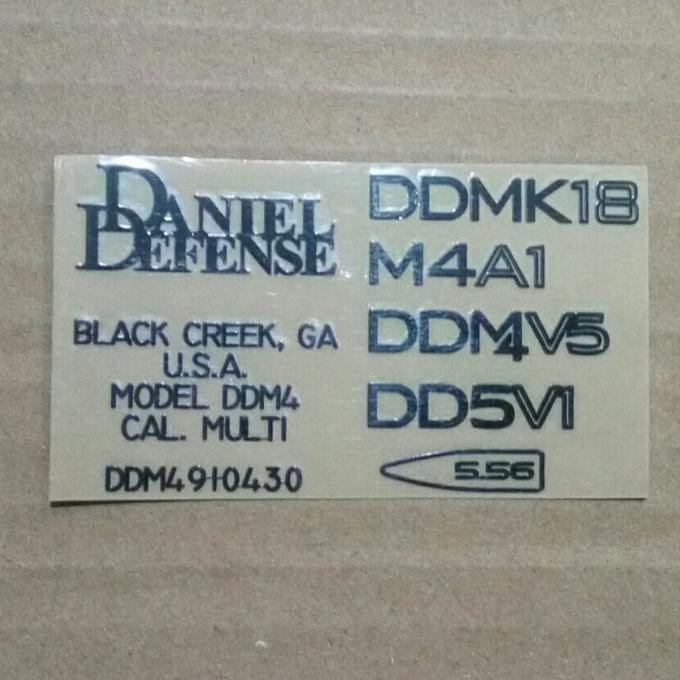 DANIEL
DEFENSE
BLACK CREEK, GA
U.S.A.
MODEL DDM4
CAL. MULTI
DDM4910430
DDMK18
M4A1
DDM4V5
DD5V1
5.56